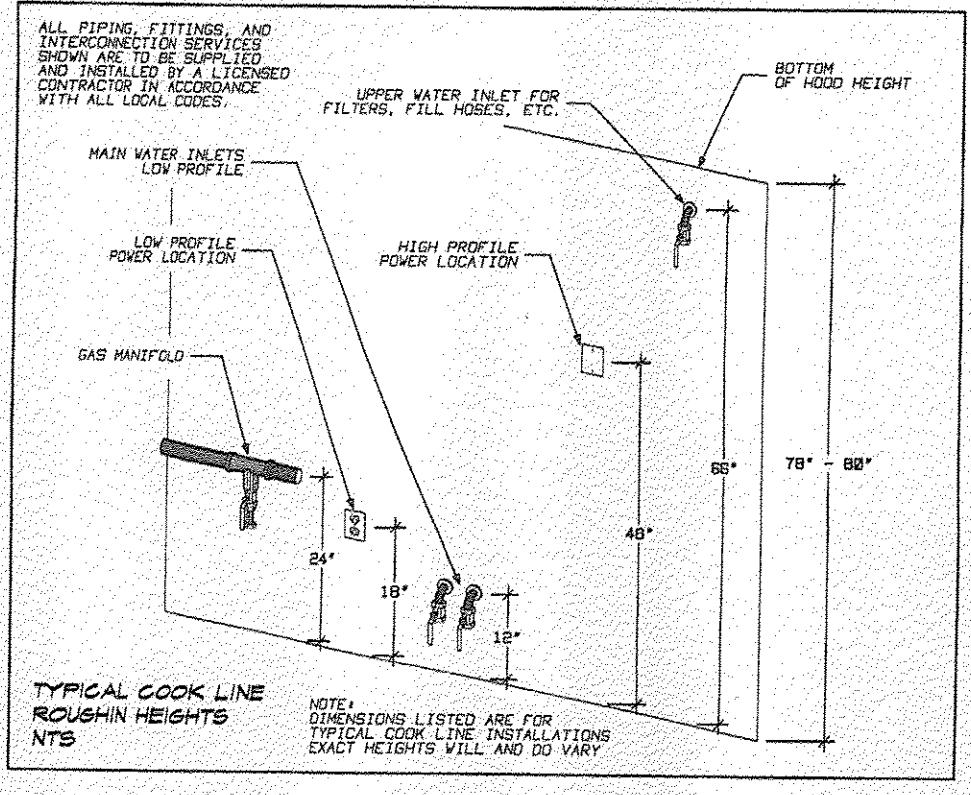 ALL PIPING, FITTINGS, AND
INTERCONNECTION SERVICES
SHOWN ARE TO BE SUPPLIED
AND INSTALLED BY A LICENSED
CONTRACTOR IN ACCORDANCE
WITH ALL LOCAL CODES.
UPPER WATER INLET FOR
FILTERS, FILL HOSES, ETC.
BOTTOM
OF HOOD HEIGHT
MAIN WATER INLETS
LOW PROFILE
LOW PROFILE
POWER LOCATION
HIGH PROFILE
POWER LOCATION
GAS MANIFOLD
24"
18"
12"
48"
66"
78" - 80"
TYPICAL COOK LINE
ROUGHIN HEIGHTS
NTS
NOTE:
DIMENSIONS LISTED ARE FOR
TYPICAL COOK LINE INSTALLATIONS
EXACT HEIGHTS WILL AND DO VARY